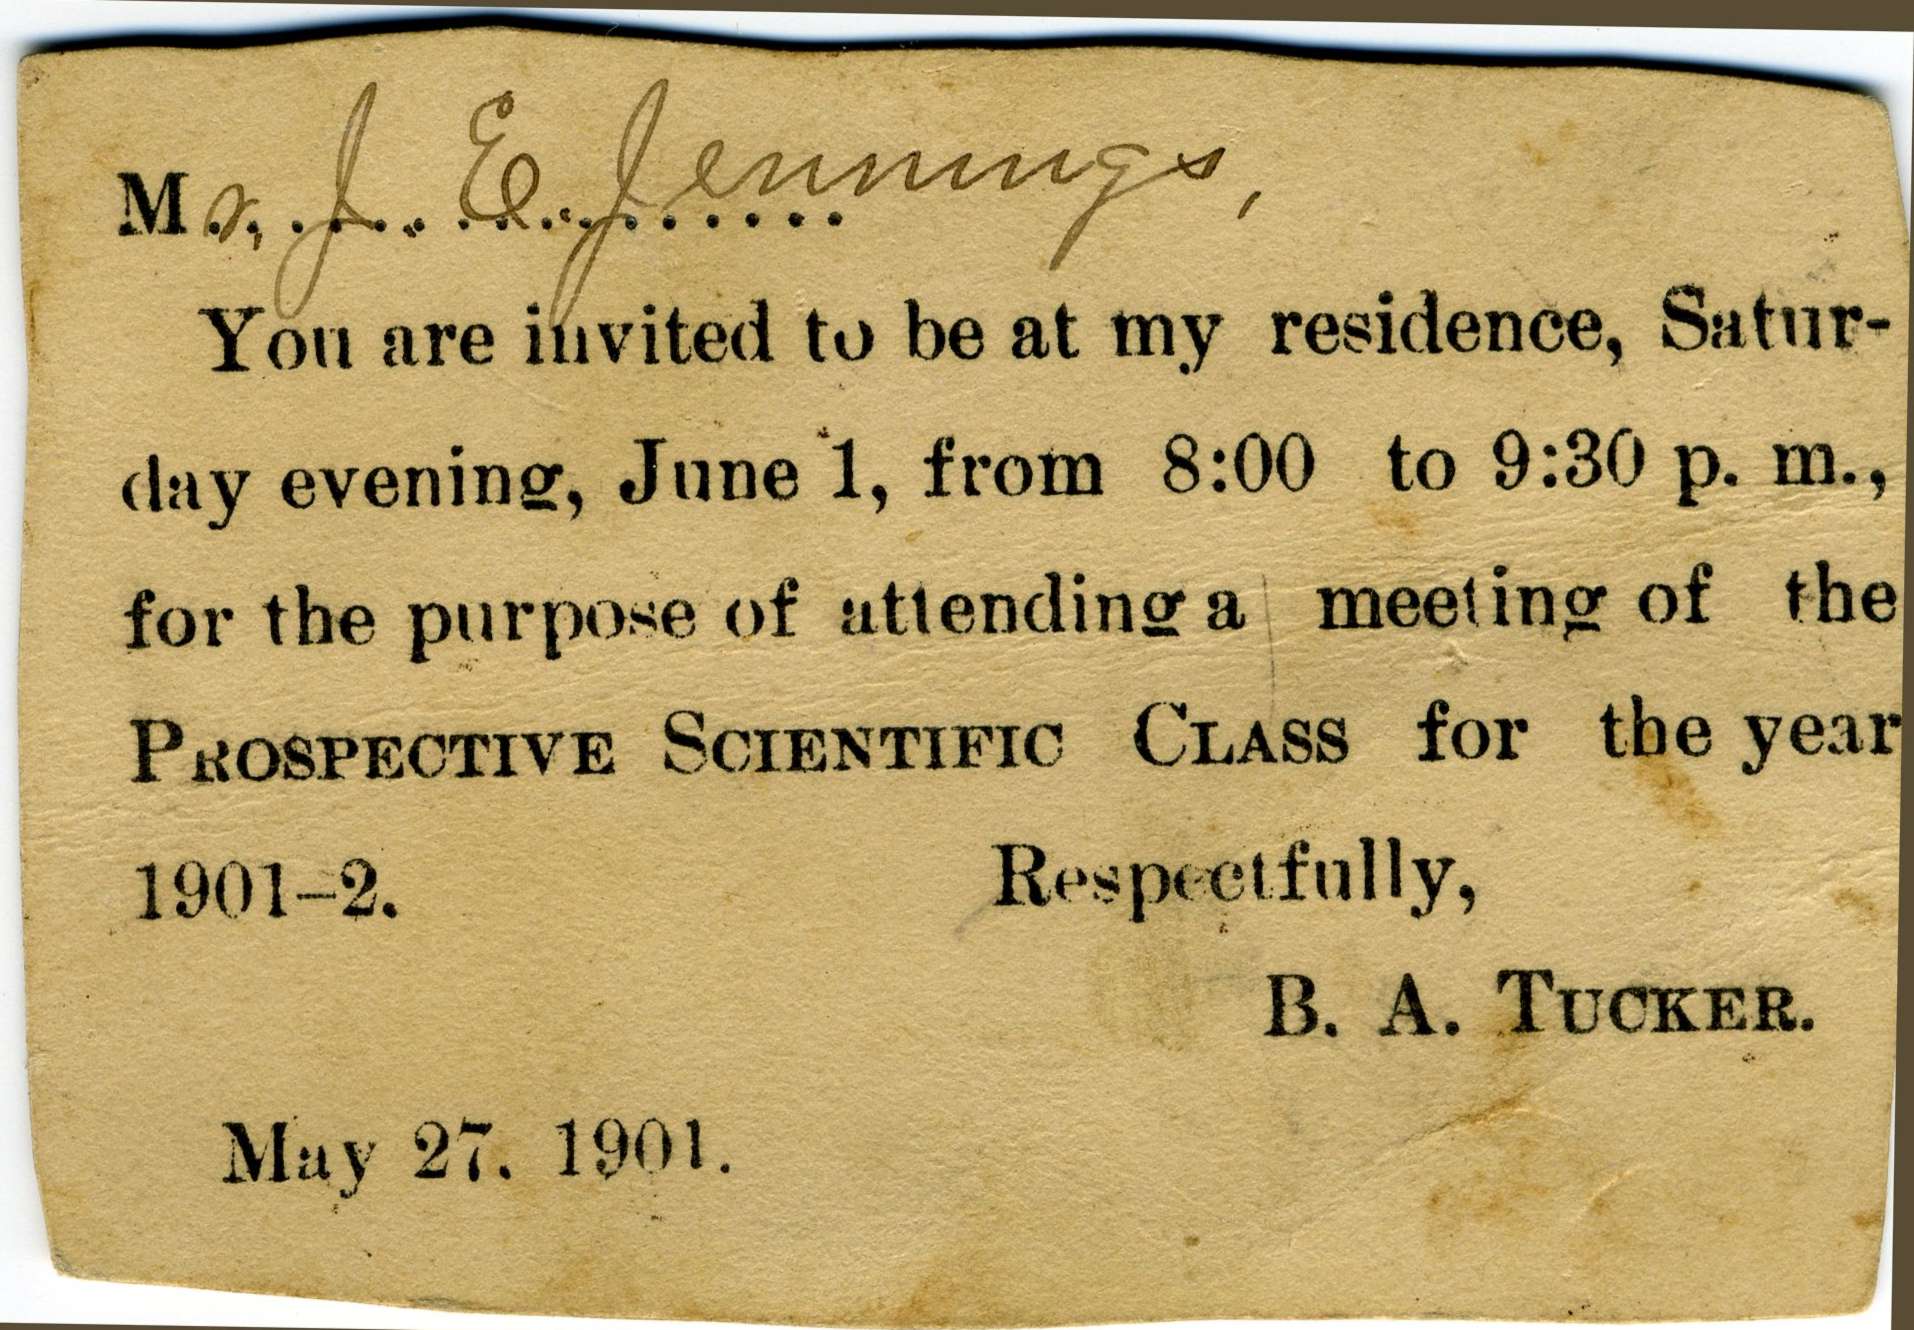 Mr. J. E. Jennings,
You are invited to be at my residence, Satur-
day evening, June 1, from 8:00 to 9:30 p. m.,
for the purpose of attending a meeting of the
PROSPECTIVE SCIENTIFIC CLASS for the year
1901–2. Respectfully,
B. A. TUCKER.
May 27, 1901.